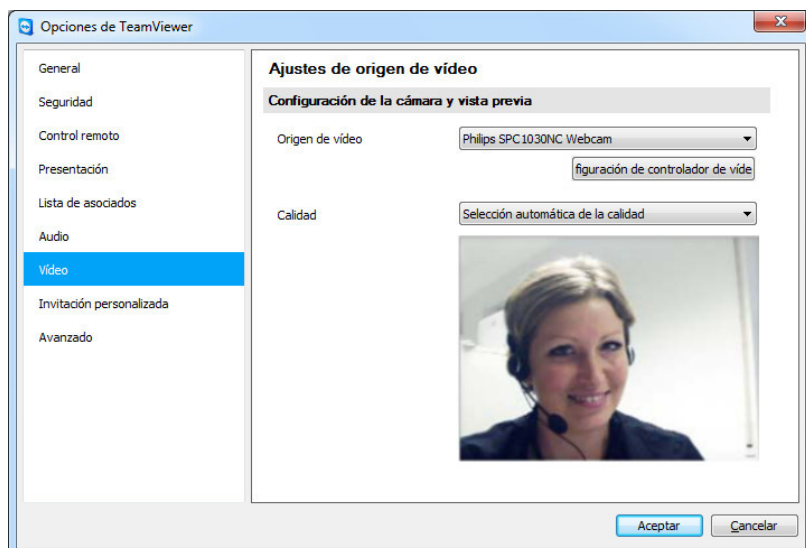 Opciones de TeamViewer
General
Seguridad
Control remoto
Presentación
Lista de asociados
Audio
Vídeo
Invitación personalizada
Avanzado
Ajustes de origen de vídeo
Configuración de la cámara y vista previa
Origen de vídeo
Philips SPC1030NC Webcam
figuración de controlador de víde
Calidad
Selección automática de la calidad
Aceptar
Cancelar